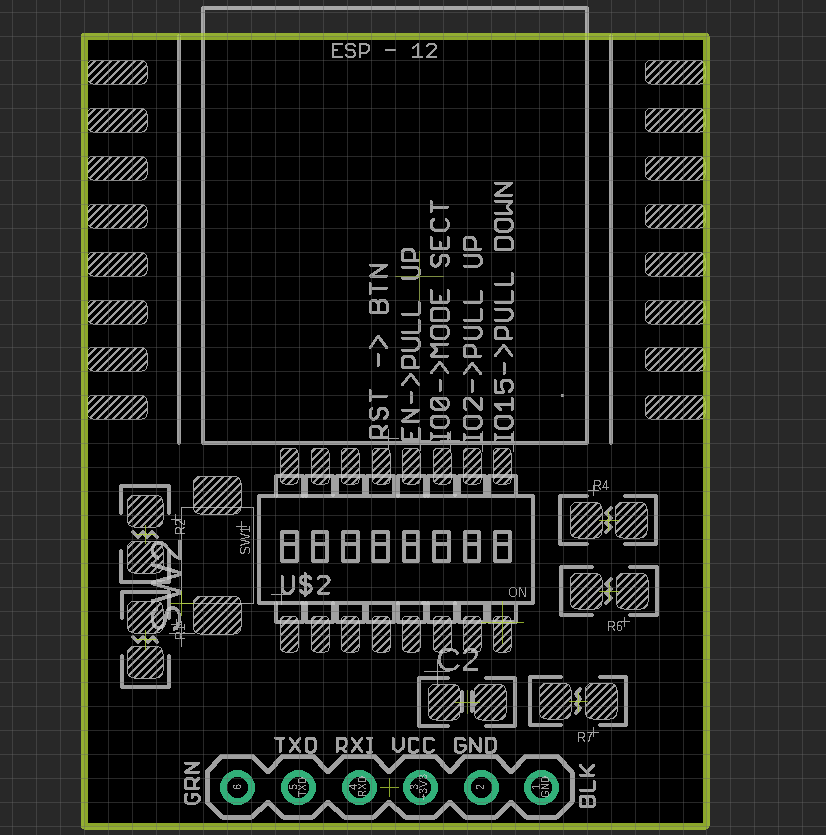 ESP - 12
RST -> BTN
EN->PULL UP
IO0->MODE SECT
IO2->PULL UP
IO15->PULL DOWN
R2
SW1
SW2
R1
U$2
ON
R4
R6
C2
R7
TXO RXI VCC GND
GRN
BLK
6
5
TXD
4
RXD
3
+3V3
2
1
GND